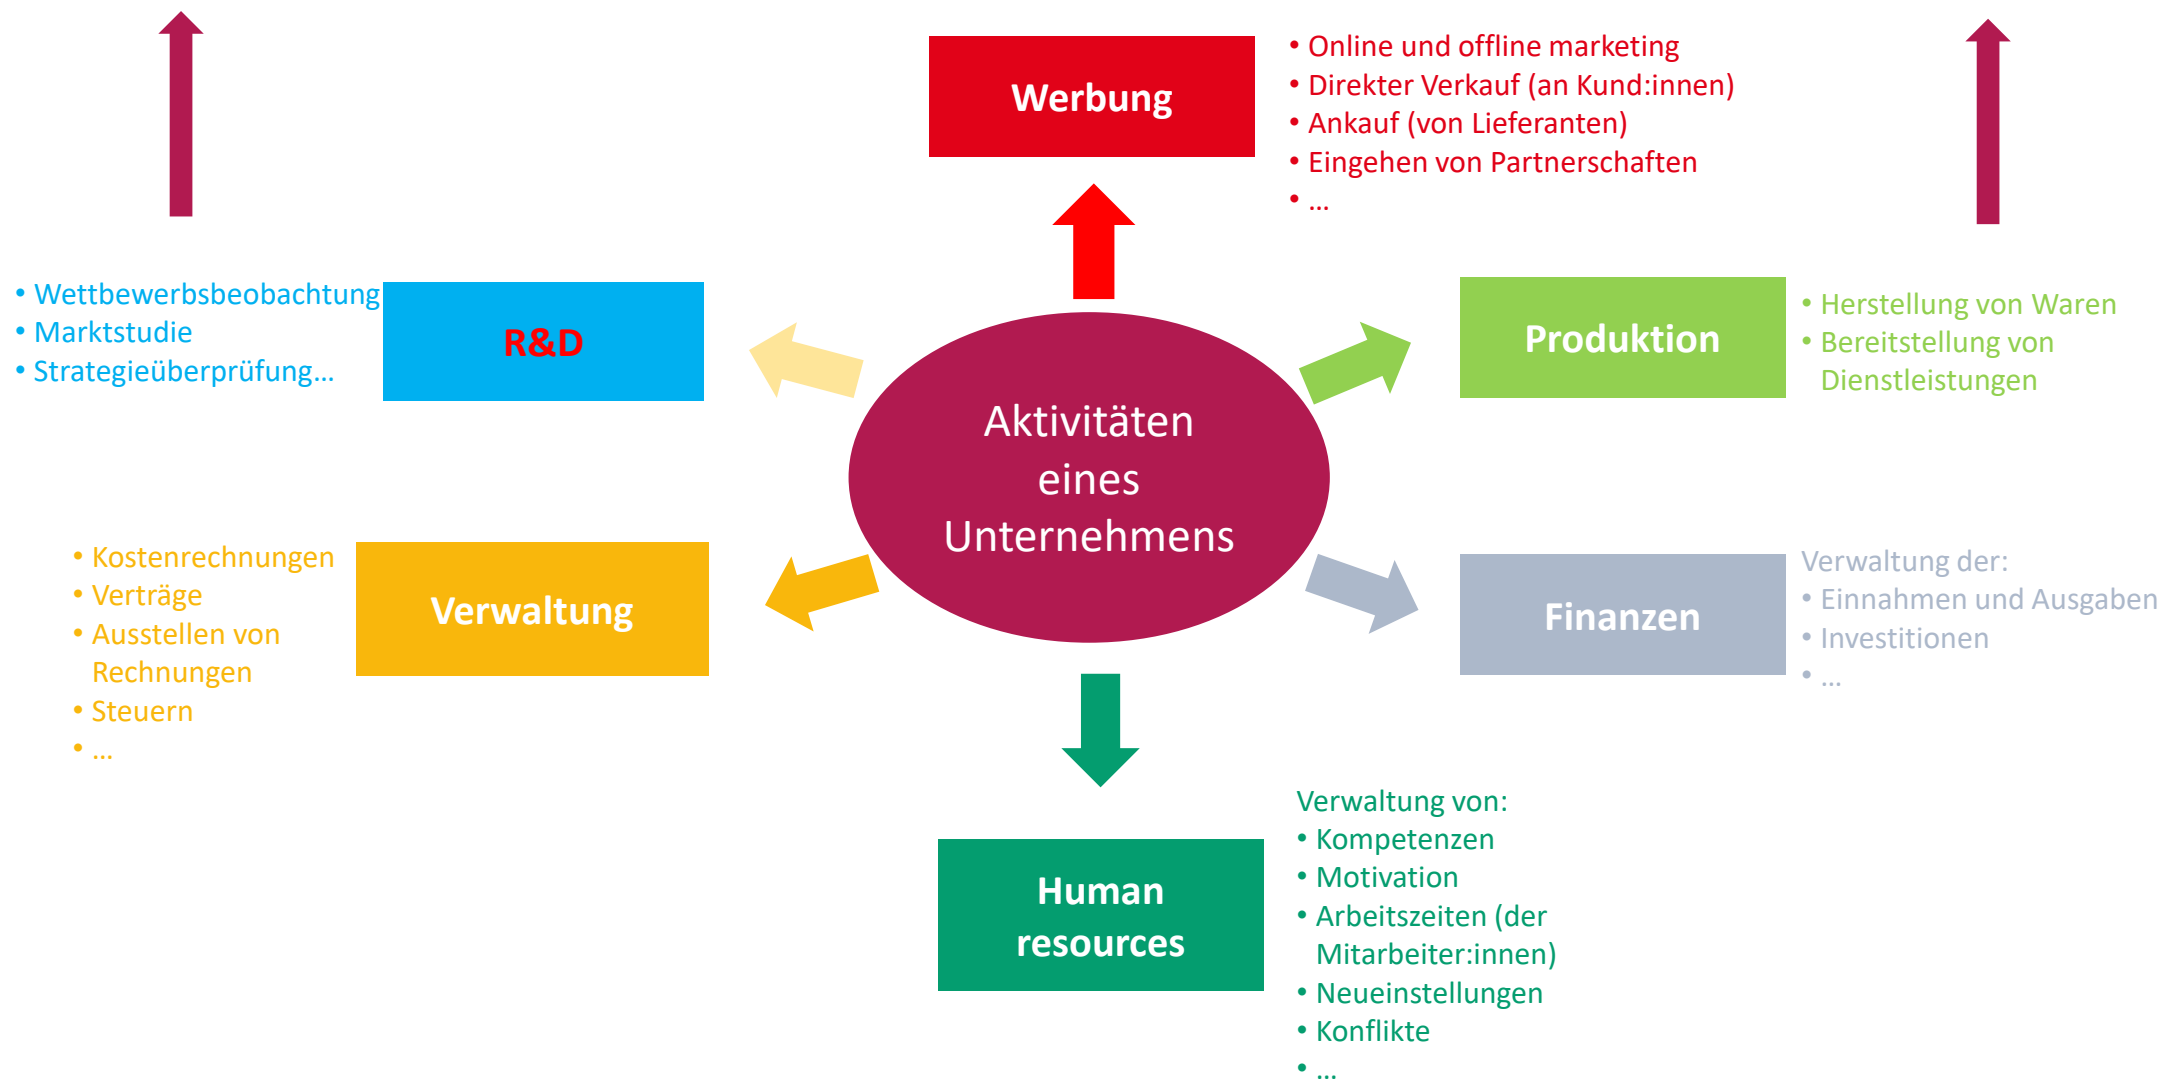 Werbung
• Online und offline marketing
• Direkter Verkauf (an Kund:innen)
• Ankauf (von Lieferanten)
• Eingehen von Partnerschaften
• ...
• Wettbewerbsbeobachtung
• Marktstudie
• Strategieüberprüfung...
R&D
Produktion
• Herstellung von Waren
• Bereitstellung von
Dienstleistungen
Aktivitäten
eines
Unternehmens
• Kostenrechnungen
• Verträge
• Ausstellen von
Rechnungen
• Steuern
• ...
Verwaltung
Finanzen
Verwaltung der:
• Einnahmen und Ausgaben
• Investitionen
• ...
Human
resources
Verwaltung von:
• Kompetenzen
• Motivation
• Arbeitszeiten (der
Mitarbeiter:innen)
• Neueinstellungen
• Konflikte
• ...